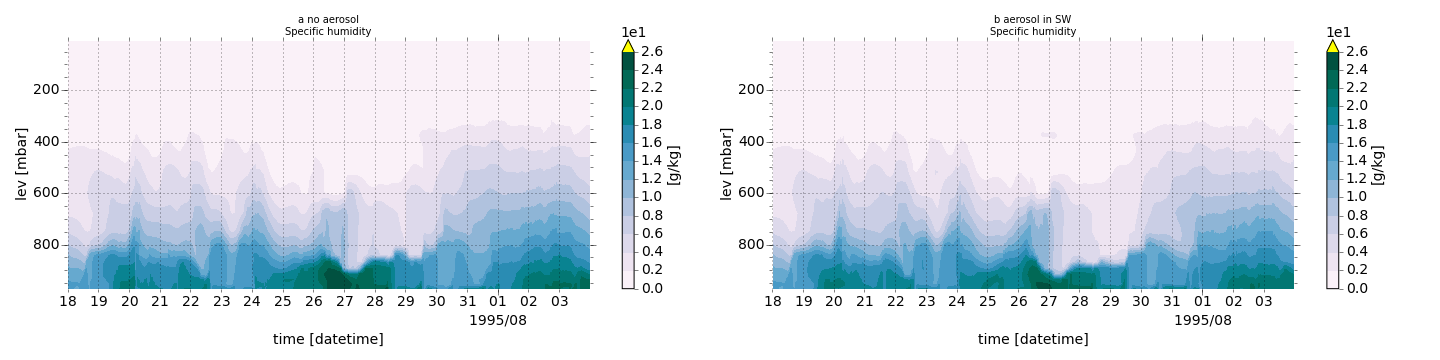 a no aerosol
Specific humidity
1e1
2.6
2.4
2.2
2.0
1.8
1.6
1.4
1.2
1.0
0.8
0.6
0.4
0.2
0.0
[g/kg]
200
400
600
800
lev [mbar]
18 19 20 21 22 23 24 25 26 27 28 29 30 31 01 02 03
1995/08
time [datetime]
b aerosol in SW
Specific humidity
1e1
2.6
2.4
2.2
2.0
1.8
1.6
1.4
1.2
1.0
0.8
0.6
0.4
0.2
0.0
[g/kg]
200
400
600
800
lev [mbar]
18 19 20 21 22 23 24 25 26 27 28 29 30 31 01 02 03
1995/08
time [datetime]